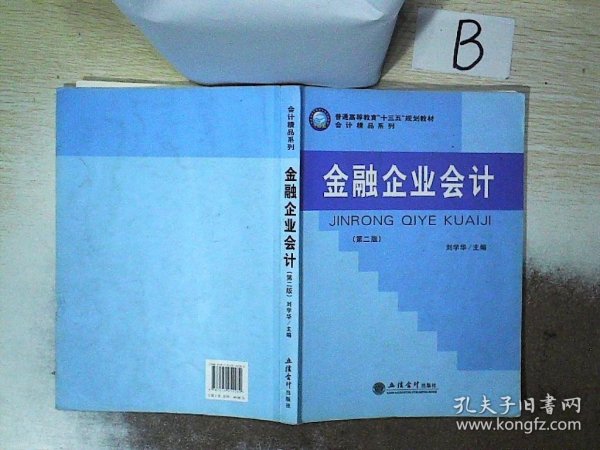 B
普通高等教育"十三五"规划教材
会计精品系列
金融企业会计
JINRONG QIYE KUAIJI
（第二版）
刘学华／主编
立信会计出版社
会计精品系列
金融企业会计
（第二版）
刘学华／主编
立信会计出版社
孔夫子旧书网
www.kongfz.com